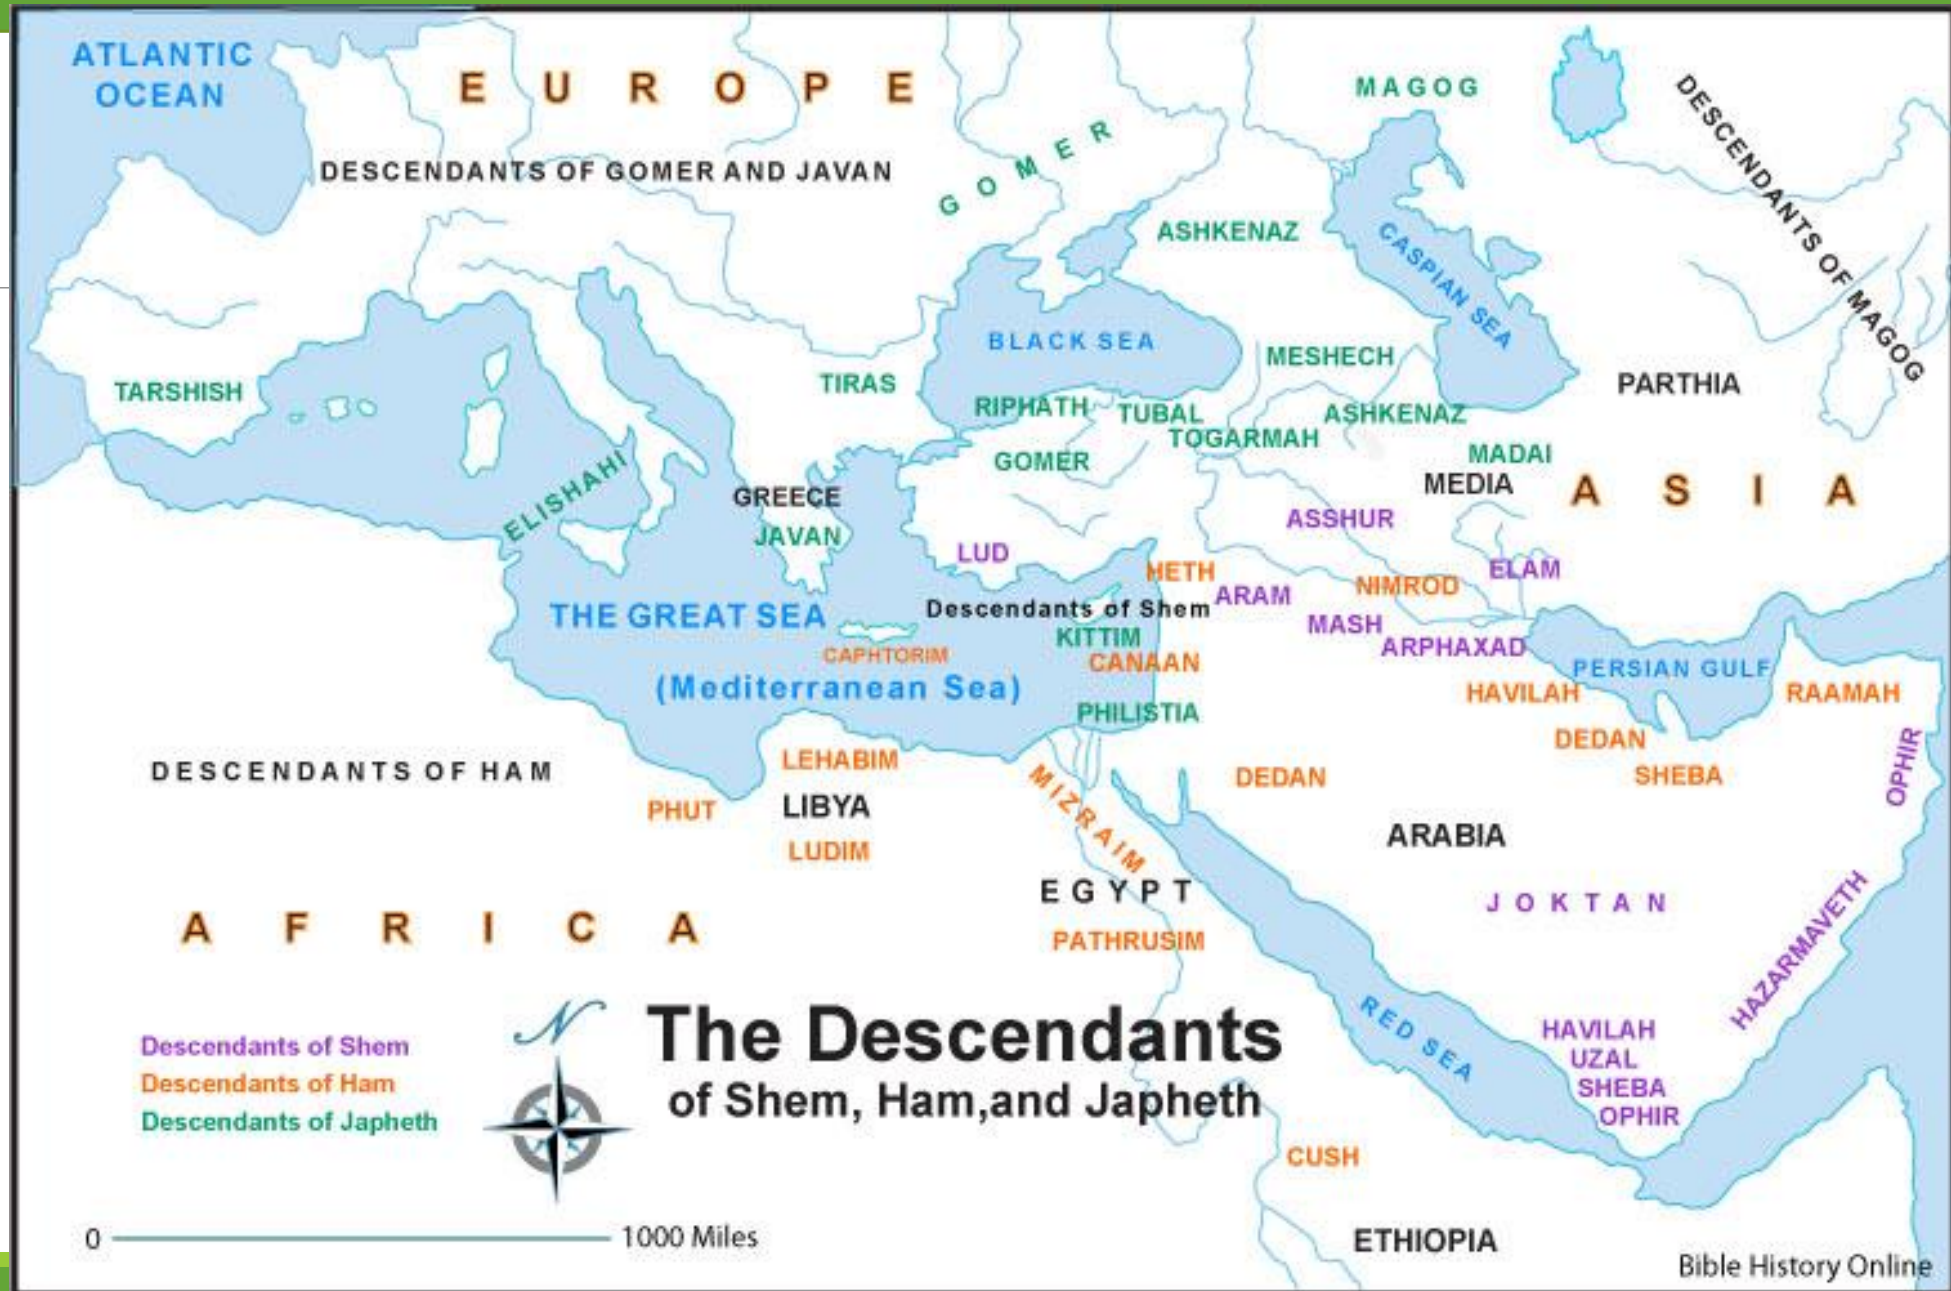 ATLANTIC
OCEAN
EUROPE
MAGOG
DESCENDANTS OF MAGOG
DESCENDANTS OF GOMER AND JAVAN
GOMER
ASHKENAZ
CASPIAN SEA
BLACK SEA
MESHECH
TARSHISH
TIRAS
PARTHIA
RIPHATH
TUBAL
ASHKENAZ
TOGARMAH
GOMER
MADAI
MEDIA
ASIA
ELISHAHI
GREECE
JAVAN
ASSHUR
LUD
HETH
ARAM
NIMROD
ELAM
THE GREAT SEA
Descendants of Shem
KITTIM
MASH
ARPHAXAD
CAPHTORIM
CANAAN
PERSIAN GULF
(Mediterranean Sea)
HAVILAH
RAAMAH
PHILISTIA
DEDAN
OPHIR
DESCENDANTS OF HAM
LEHABIM
MIZRAIM
DEDAN
SHEBA
PHUT
LIBYA
LUDIM
ARABIA
EGYPT
JOKTAN
HAZARMAVETH
AFRICA
PATHRUSIM
RED SEA
HAVILAH
UZAL
SHEBA
OPHIR
Descendants of Shem
Descendants of Ham
Descendants of Japheth
N
The Descendants
of Shem, Ham,and Japheth
CUSH
0
1000 Miles
ETHIOPIA
Bible History Online